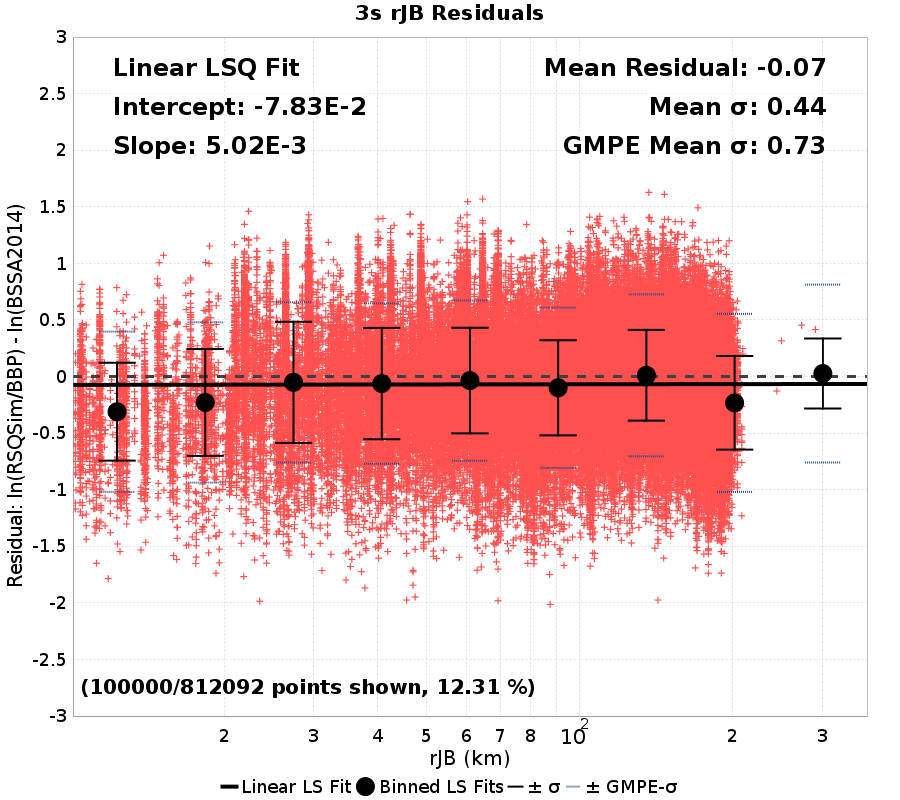 3s rJB Residuals
Linear LSQ Fit
Intercept: -7.83E-2
Slope: 5.02E-3
Mean Residual: -0.07
Mean σ: 0.44
GMPE Mean σ: 0.73
Residual: ln(RSQSim/BBP) - ln(BSSA2014)
3
2.5
2
1.5
1
0.5
0
-0.5
-1
-1.5
-2
-2.5
-3
(100000/812092 points shown, 12.31 %)
2 3 4 5 6 7 8 10² 2 3
rJB (km)
Linear LS Fit Binned LS Fits ± σ ± GMPE-σ